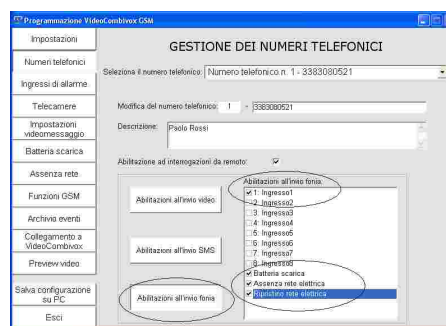 Programmazione VideoCombivox GSM
Impostazioni
Numeri telefonici
Ingressi di allarme
Telecamere
Impostazioni
videomessaggio
Batteria scarica
Assenza rete
Funzioni GSM
Archivio eventi
Collegamento a
VideoCombivox
Preview video
Salva configurazione
su PC
Esci
GESTIONE DEI NUMERI TELEFONICI
Seleziona il numero telefonico: Numero telefonico n. 1 - 3383080521
Modifica del numero telefonico: 1 - 3383080521
Descrizione: Paolo Rossi
Abilitazione ad interrogazioni da remoto:
Abilitazioni all'invio video
Abilitazioni all'invio SMS
Abilitazioni all'invio fonia
Abilitazioni all'invio fonia:
1: Ingresso1
2: Ingresso2
3: Ingresso3
4: Ingresso4
5: Ingresso5
6: Ingresso6
7: Ingresso7
8: Ingresso8
Batteria scarica
Assenza rete elettrica
Ripristino rete elettrica